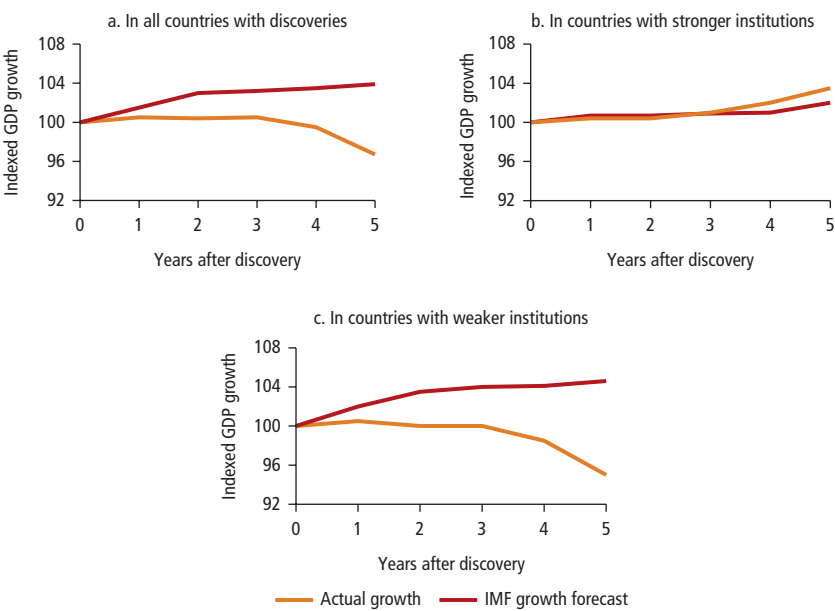 a. In all countries with discoveries
108
104
100
96
92
Indexed GDP growth
0 1 2 3 4 5
Years after discovery
b. In countries with stronger institutions
108
104
100
96
92
Indexed GDP growth
0 1 2 3 4 5
Years after discovery
c. In countries with weaker institutions
108
104
100
96
92
Indexed GDP growth
0 1 2 3 4 5
Years after discovery
Actual growth IMF growth forecast